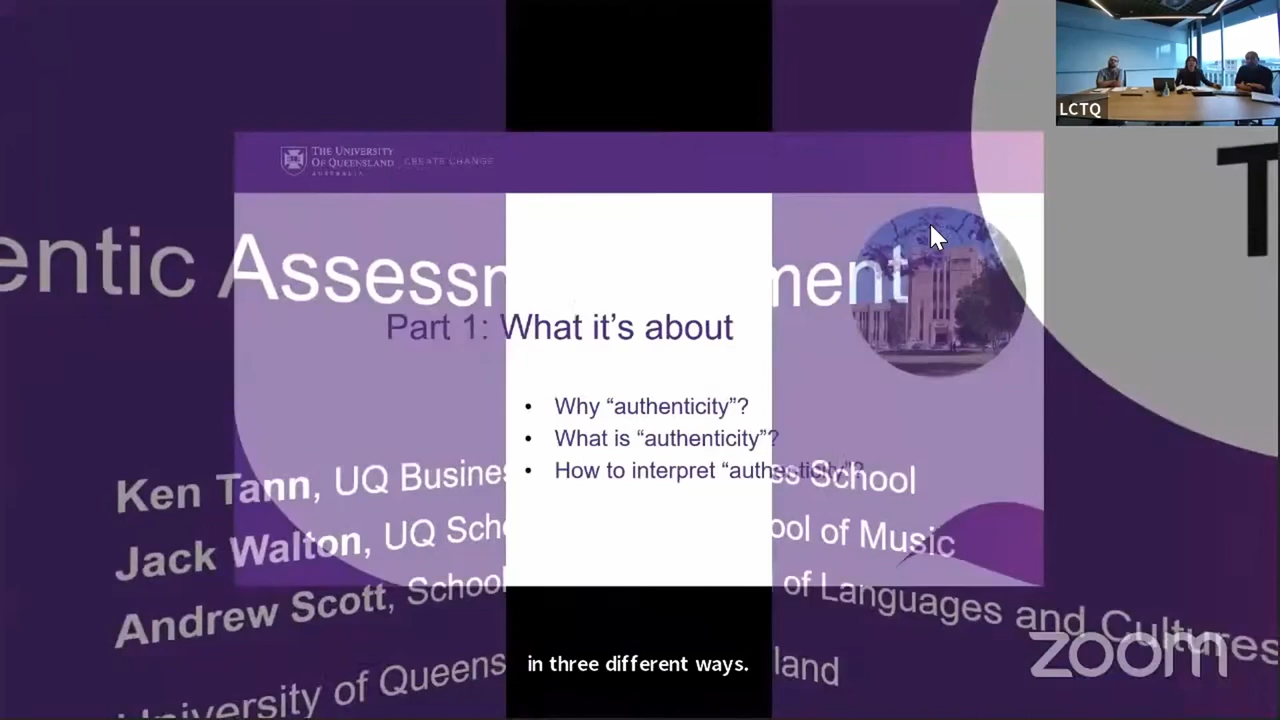 LCTQ
T
THE UNIVERSITY
OF QUEENSLAND
AUSTRALIA
CREATE CHANGE
entic Assessm ment
Part 1: What it's about
• Why “authenticity”?
• What is “authenticity”?
• How to interpret “authenticity”?
Ken Tann, UQ Busines ss School
Jack Walton, UQ Scho ool of Music
Andrew Scott, School of Languages and Cultures
University of Queens land
in three different ways.
zoom